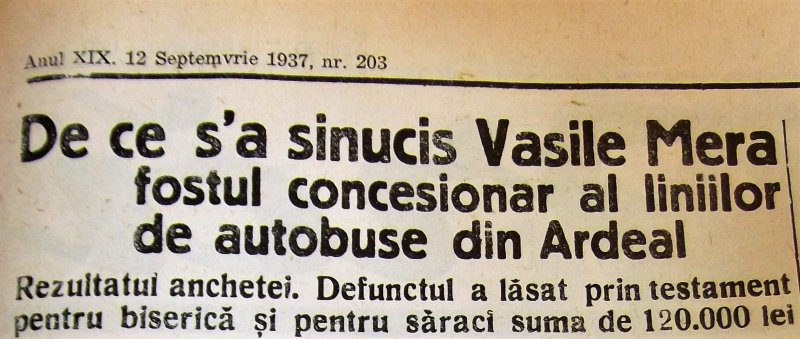 Anul XIX. 12 Septemvrie 1937, nr. 203
De ce s'a sinucis Vasile Mera
fostul concesionar al liniilor
de autobuse din Ardeal
Rezultatul anchetei. Defunctul a lăsat prin testament
pentru biserică și pentru săraci suma de 120.000 lei